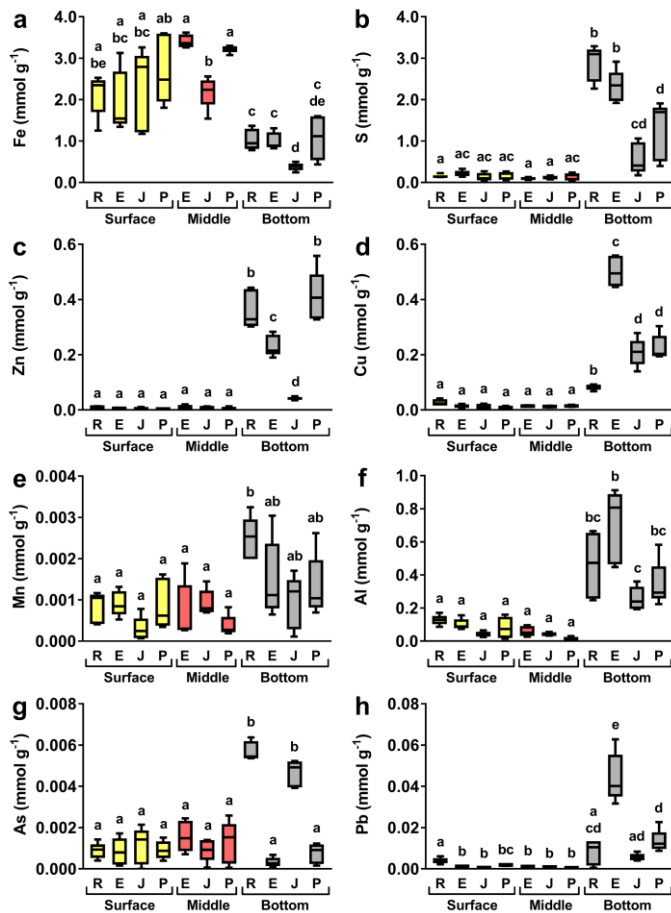 a
Fe (mmol g⁻¹)
4.0
3.0
2.0
1.0
0.0
a a a ab a b a c c d c
be bc bc de
R E J P E J P R E J P
Surface Middle Bottom
b
S (mmol g⁻¹)
4.0
3.0
2.0
1.0
0.0
a ac ac ac a a ac b b cd d
R E J P E J P R E J P
Surface Middle Bottom
c
Zn (mmol g⁻¹)
0.6
0.4
0.2
0.0
a a a a a a a b c d b
R E J P E J P R E J P
Surface Middle Bottom
d
Cu (mmol g⁻¹)
0.6
0.4
0.2
0.0
a a a a a a a b c d d
R E J P E J P R E J P
Surface Middle Bottom
e
Mn (mmol g⁻¹)
0.004
0.003
0.002
0.001
0.000
a a a a a a a b ab ab ab
R E J P E J P R E J P
Surface Middle Bottom
f
Al (mmol g⁻¹)
1.0
0.8
0.6
0.4
0.2
0.0
a a a a a a a bc b c bc
R E J P E J P R E J P
Surface Middle Bottom
g
As (mmol g⁻¹)
0.008
0.006
0.004
0.002
0.000
a a a a a a a b a b a
R E J P E J P R E J P
Surface Middle Bottom
h
Pb (mmol g⁻¹)
0.08
0.06
0.04
0.02
0.00
a b b bc b b b a e ad d
cd
R E J P E J P R E J P
Surface Middle Bottom